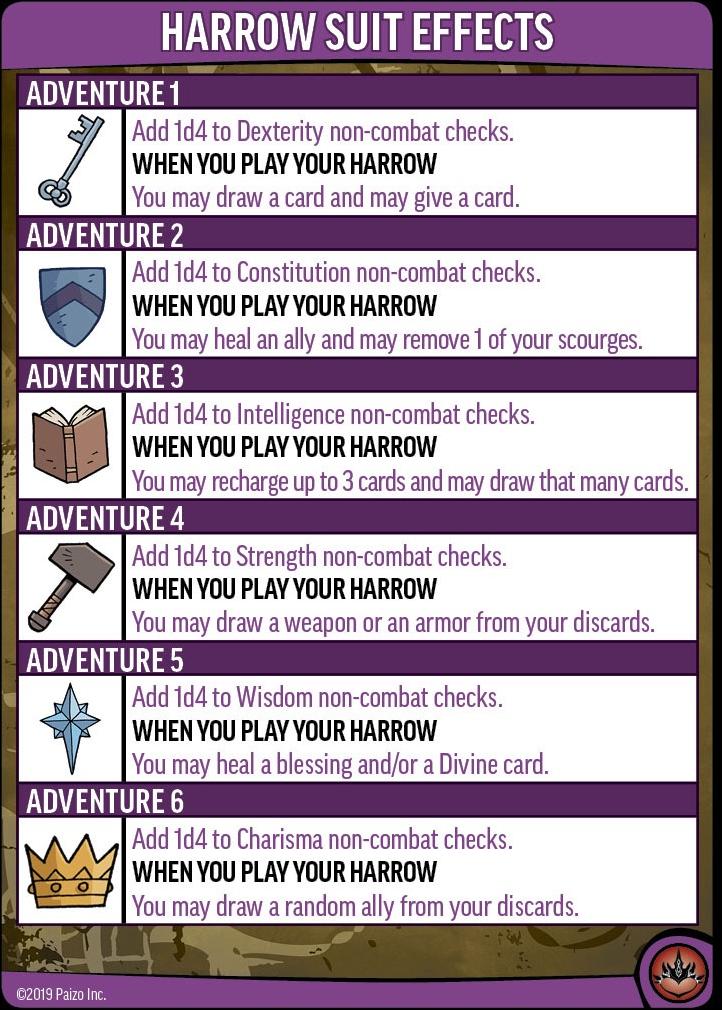 HARROW SUIT EFFECTS
ADVENTURE 1
Add 1d4 to Dexterity non-combat checks.
WHEN YOU PLAY YOUR HARROW
You may draw a card and may give a card.
ADVENTURE 2
Add 1d4 to Constitution non-combat checks.
WHEN YOU PLAY YOUR HARROW
You may heal an ally and may remove 1 of your scourges.
ADVENTURE 3
Add 1d4 to Intelligence non-combat checks.
WHEN YOU PLAY YOUR HARROW
You may recharge up to 3 cards and may draw that many cards.
ADVENTURE 4
Add 1d4 to Strength non-combat checks.
WHEN YOU PLAY YOUR HARROW
You may draw a weapon or an armor from your discards.
ADVENTURE 5
Add 1d4 to Wisdom non-combat checks.
WHEN YOU PLAY YOUR HARROW
You may heal a blessing and/or a Divine card.
ADVENTURE 6
Add 1d4 to Charisma non-combat checks.
WHEN YOU PLAY YOUR HARROW
You may draw a random ally from your discards.
©2019 Paizo Inc.